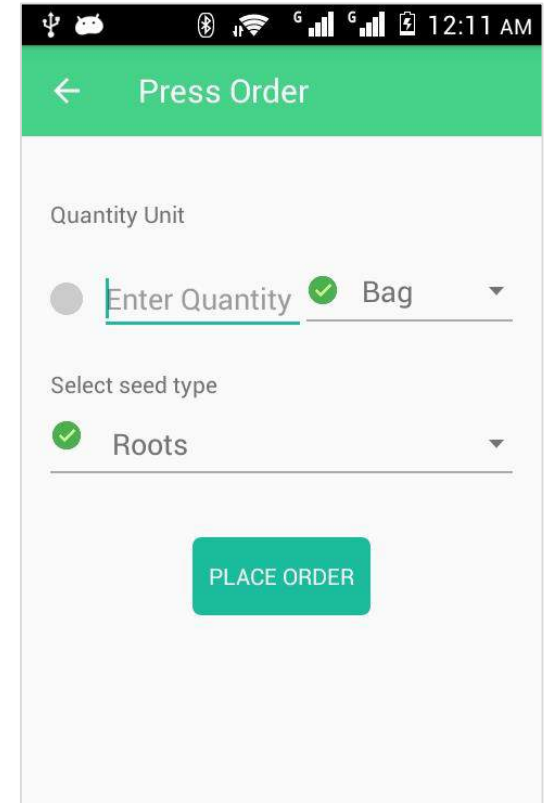 G G 12:11 AM
Press Order
Quantity Unit
Enter Quantity Bag
Select seed type
Roots
PLACE ORDER